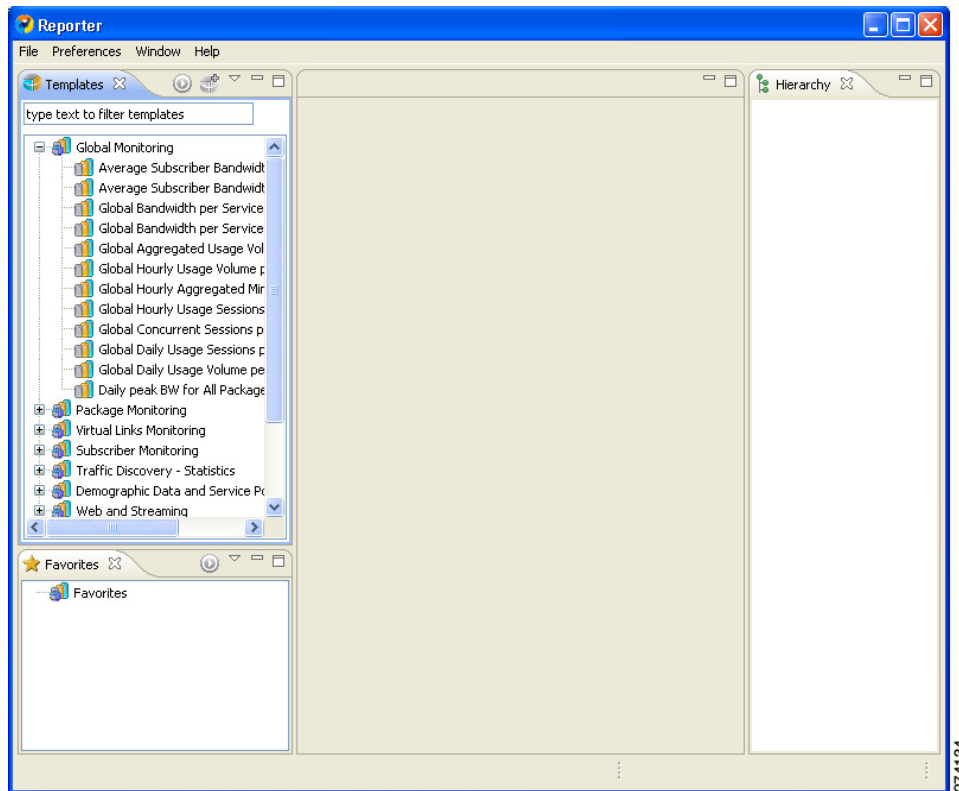 Reporter
File Preferences Window Help
Templates
type text to filter templates
Global Monitoring
Average Subscriber Bandwidt
Average Subscriber Bandwidt
Global Bandwidth per Service
Global Bandwidth per Service
Global Aggregated Usage Vol
Global Hourly Usage Volume p
Global Hourly Aggregated Mir
Global Hourly Usage Sessions
Global Concurrent Sessions p
Global Daily Usage Sessions p
Global Daily Usage Volume pe
Daily peak BW for All Package
Package Monitoring
Virtual Links Monitoring
Subscriber Monitoring
Traffic Discovery - Statistics
Demographic Data and Service Po
Web and Streaming
Favorites
Favorites
Hierarchy